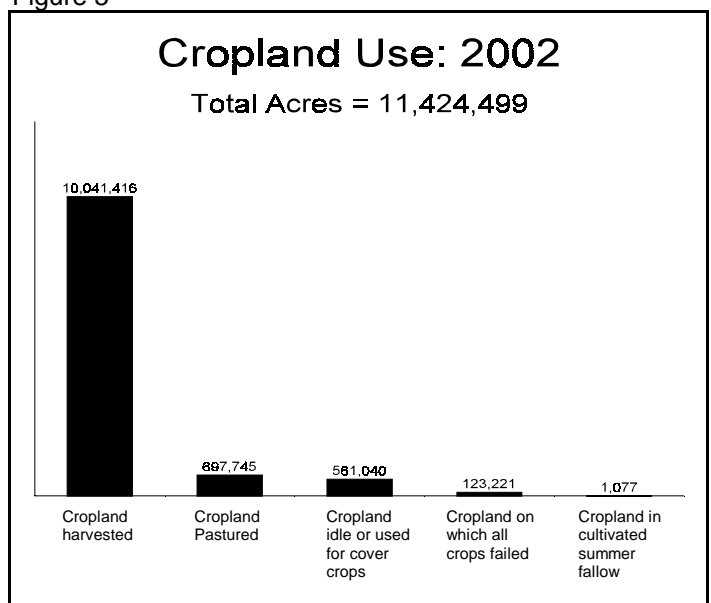 Cropland Use: 2002
Total Acres = 11,424,499
10,041,416
697,745
561,040
123,221
1,077
Cropland
harvested
Cropland
Pastured
Cropland
idle or used
for cover
crops
Cropland on
which all
crops failed
Cropland in
cultivated
summer
fallow